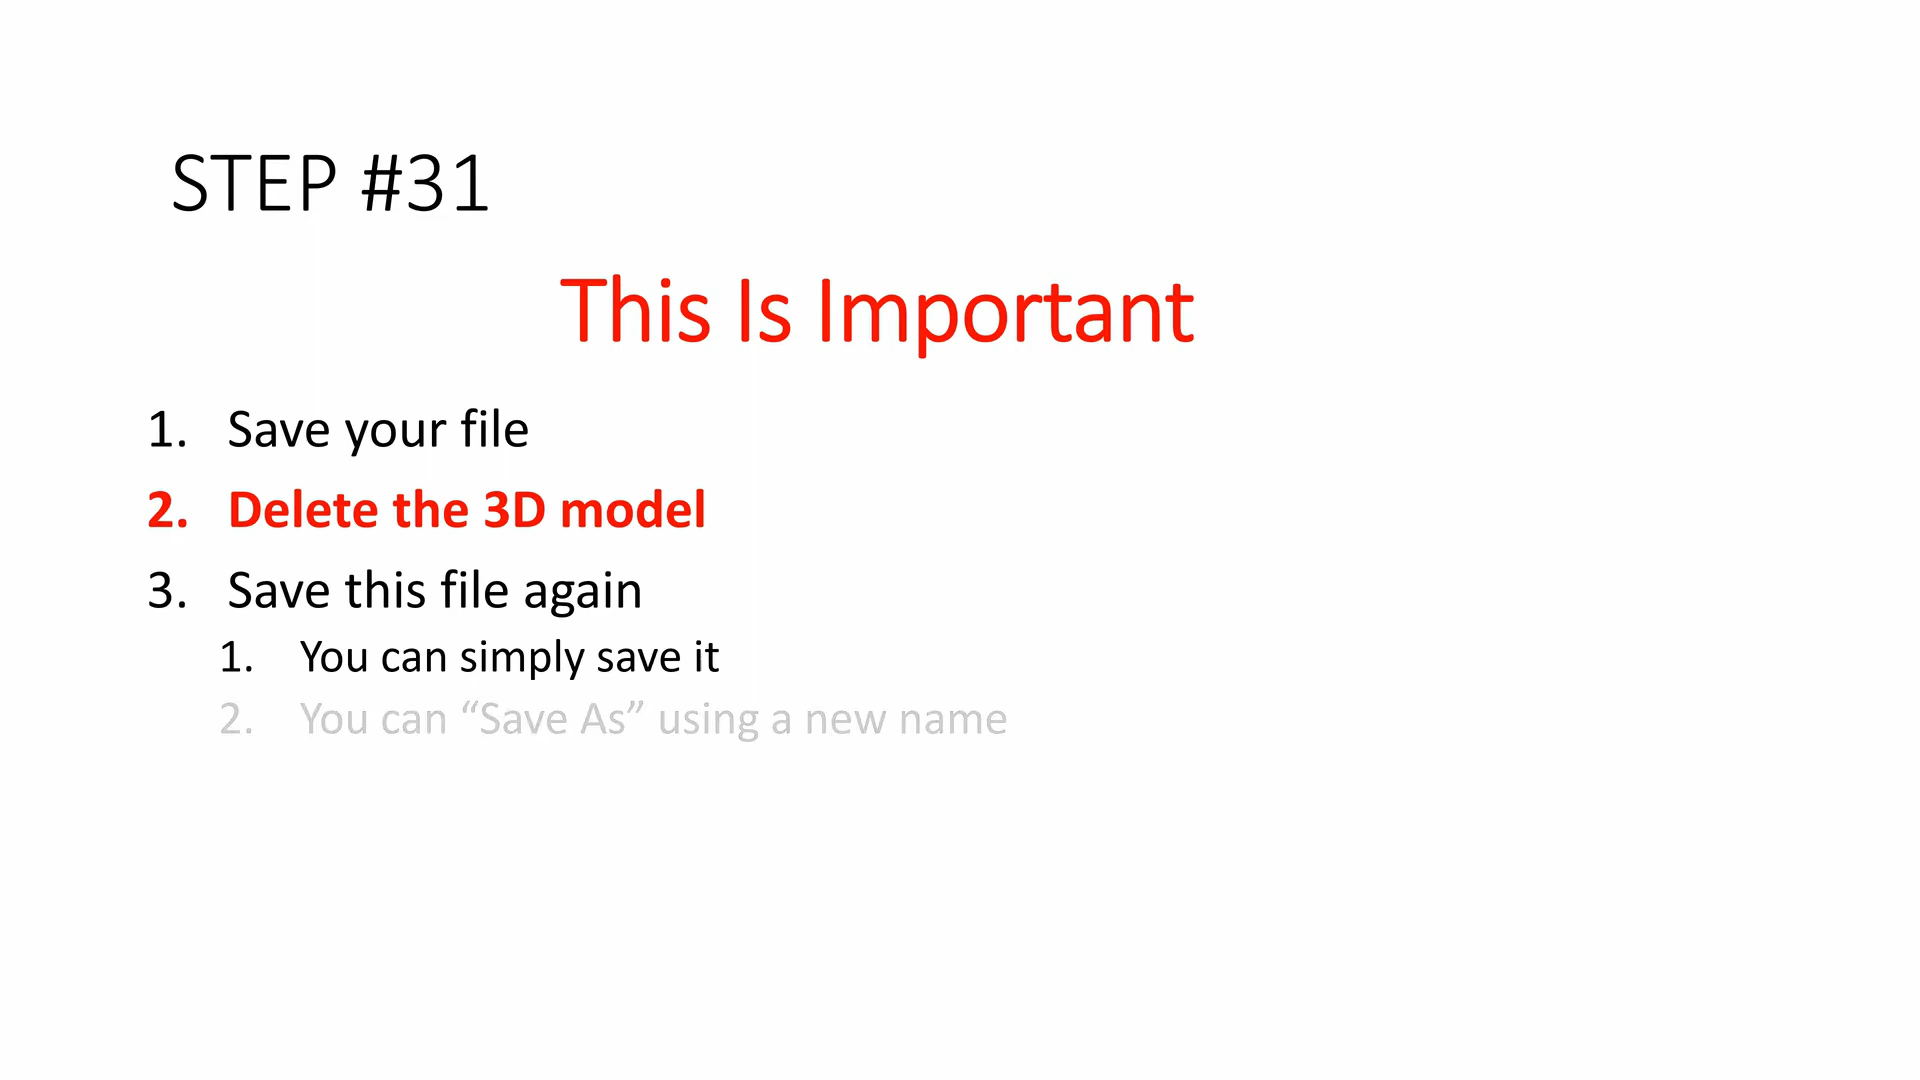 STEP #31
This Is Important
1. Save your file
2. Delete the 3D model
3. Save this file again
1. You can simply save it
2. You can “Save As” using a new name